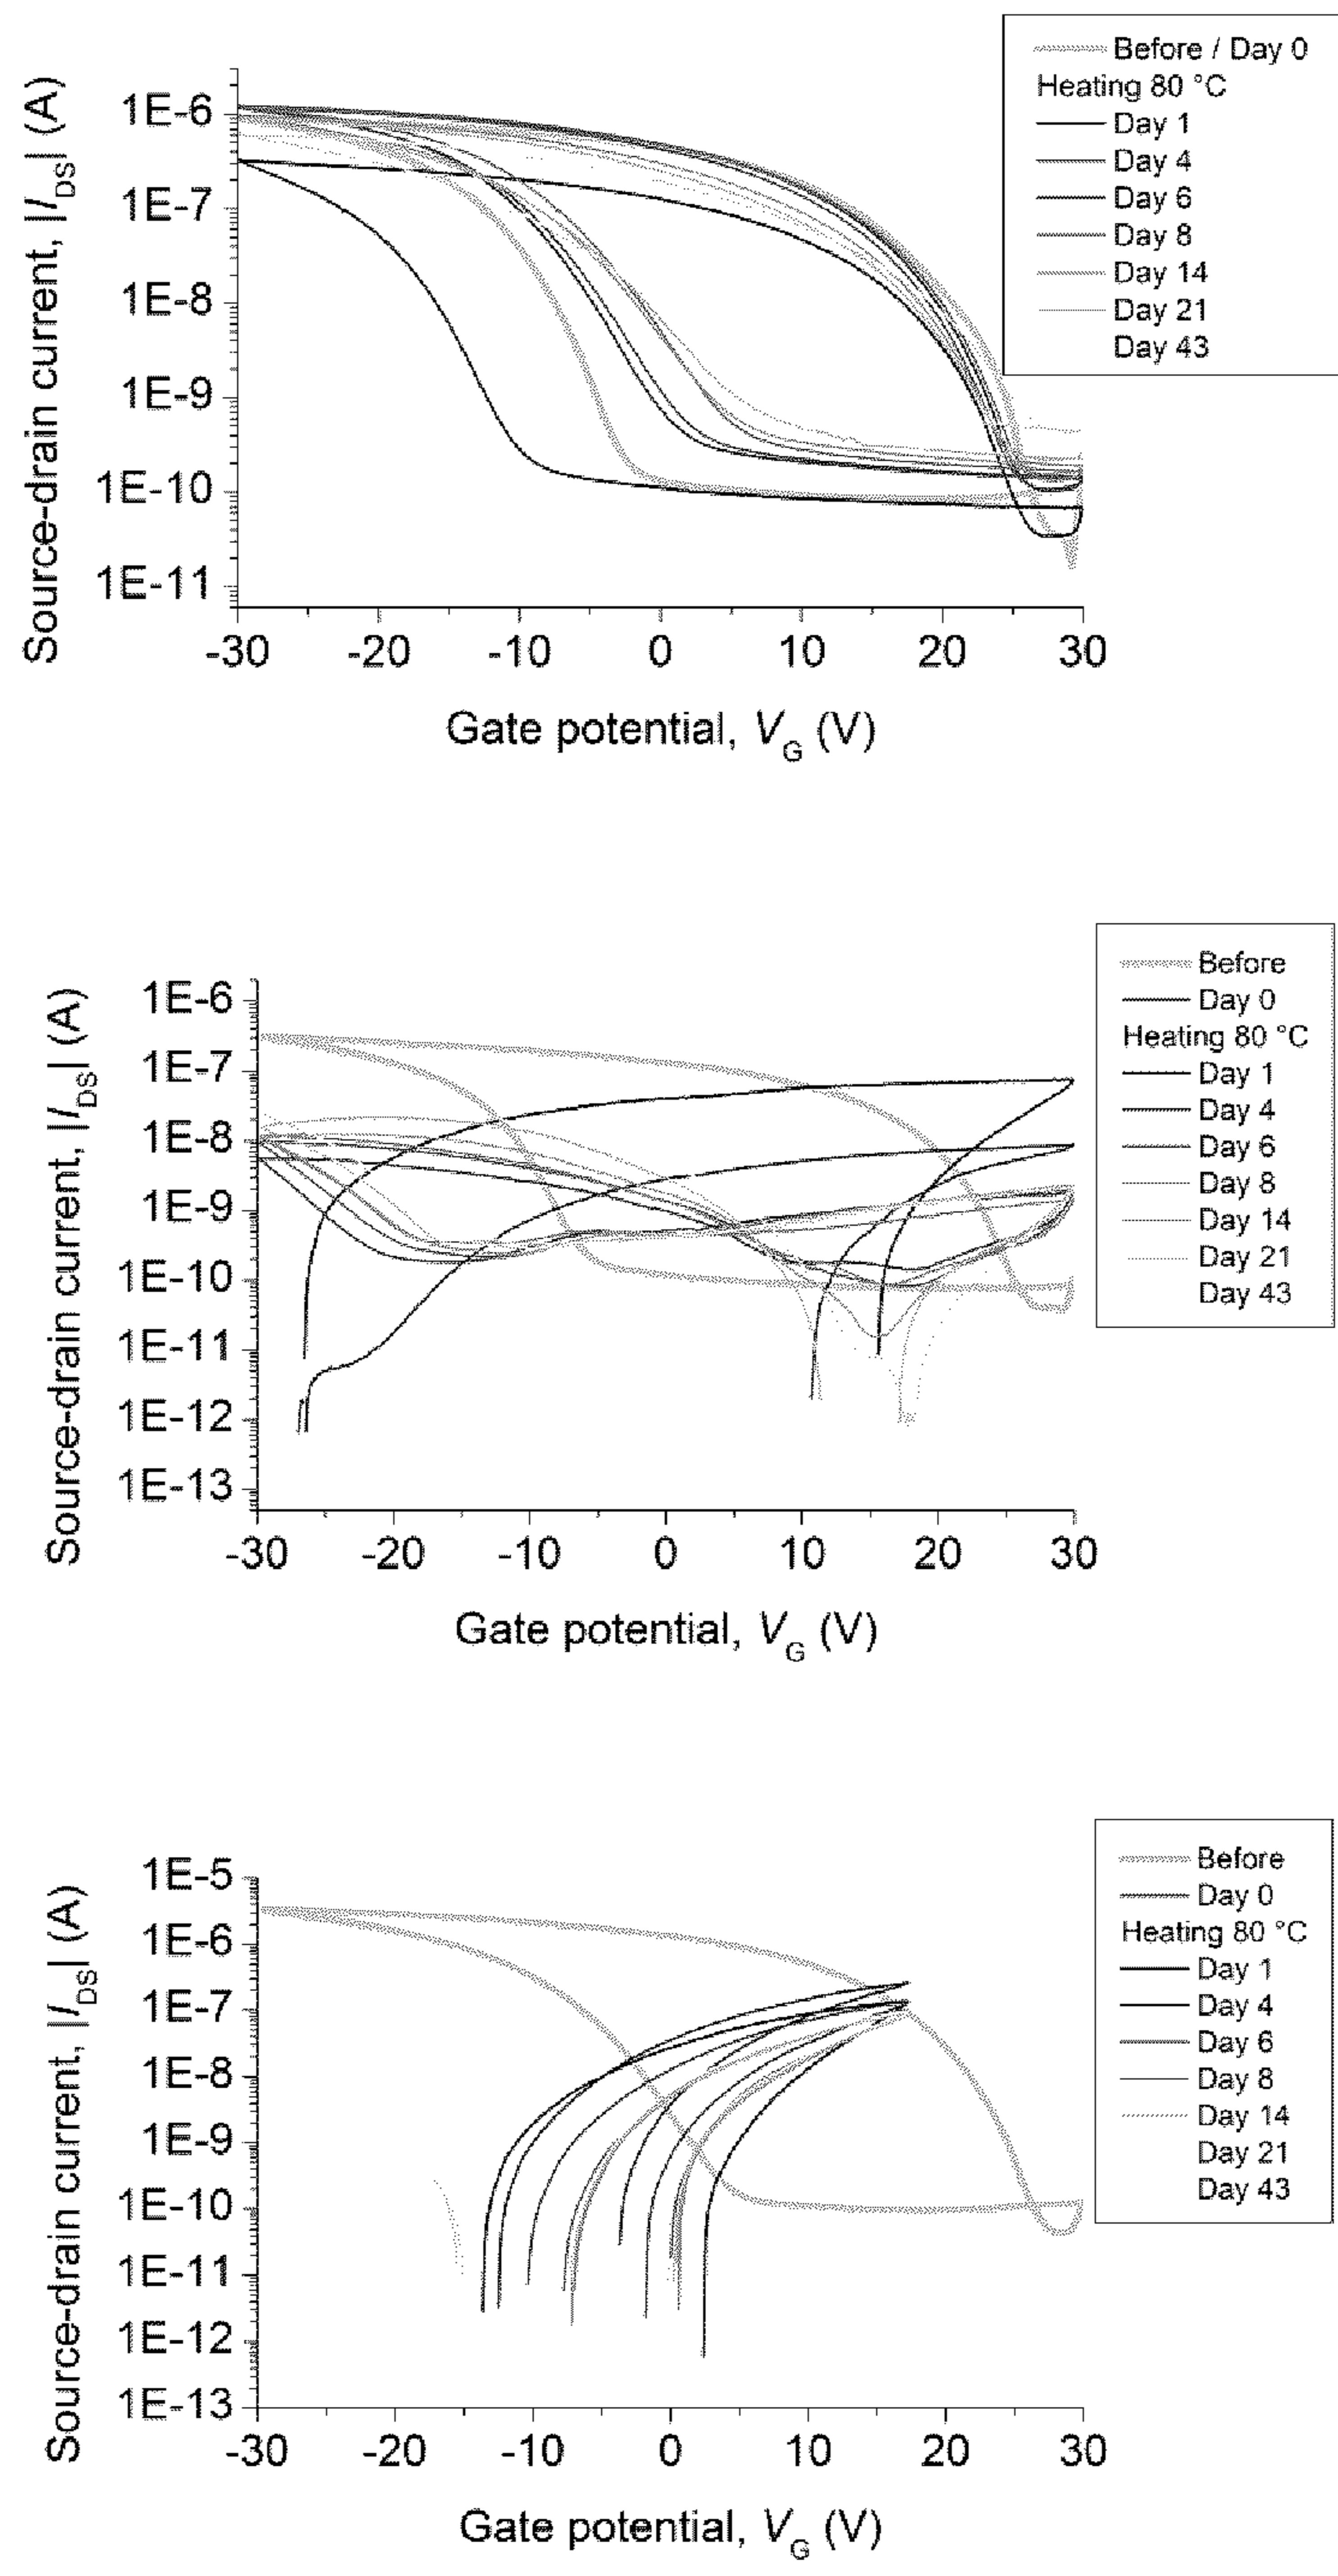 Before / Day 0
Heating 80 °C
Day 1
Day 4
Day 6
Day 8
Day 14
Day 21
Day 43
Source-drain current, |I_DS| (A)
1E-6
1E-7
1E-8
1E-9
1E-10
1E-11
-30 -20 -10 0 10 20 30
Gate potential, V_G (V)
Before
Day 0
Heating 80 °C
Day 1
Day 4
Day 6
Day 8
Day 14
Day 21
Day 43
Source-drain current, |I_DS| (A)
1E-6
1E-7
1E-8
1E-9
1E-10
1E-11
1E-12
1E-13
-30 -20 -10 0 10 20 30
Gate potential, V_G (V)
Before
Day 0
Heating 80 °C
Day 1
Day 4
Day 6
Day 8
Day 14
Day 21
Day 43
Source-drain current, |I_DS| (A)
1E-5
1E-6
1E-7
1E-8
1E-9
1E-10
1E-11
1E-12
1E-13
-30 -20 -10 0 10 20 30
Gate potential, V_G (V)